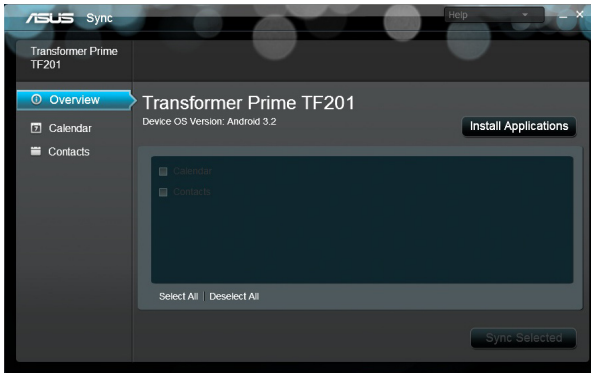 ASUS Sync
Help
Transformer Prime
TF201
Overview
Calendar
Contacts
Transformer Prime TF201
Device OS Version: Android 3.2
Install Applications
Calendar
Contacts
Select All | Deselect All
Sync Selected